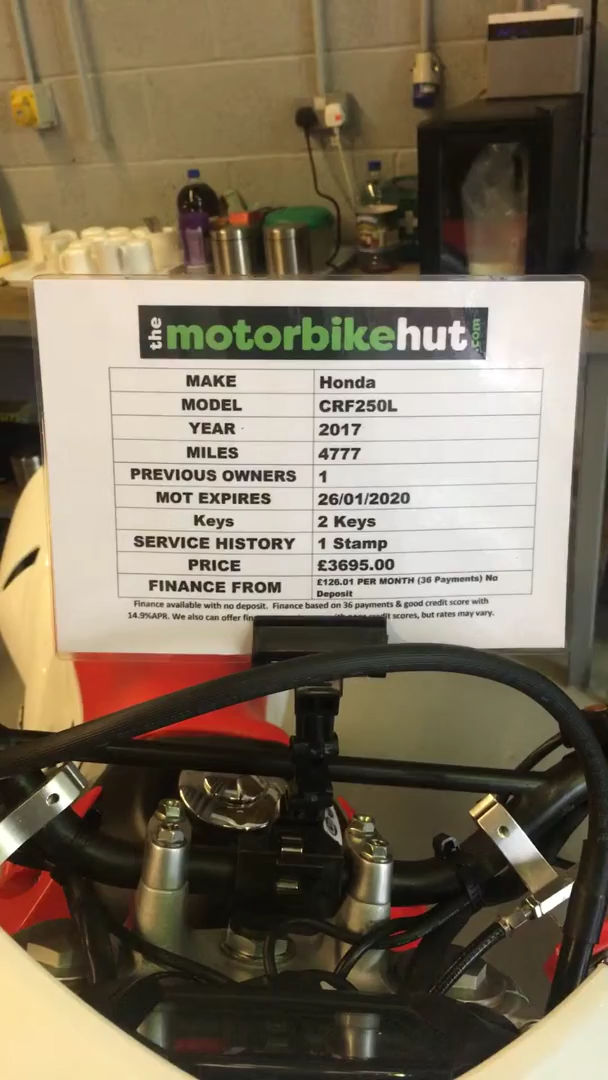 the motorbikehut.com
MAKE Honda
MODEL CRF250L
YEAR 2017
MILES 4777
PREVIOUS OWNERS 1
MOT EXPIRES 26/01/2020
Keys 2 Keys
SERVICE HISTORY 1 Stamp
PRICE £3695.00
FINANCE FROM £126.01 PER MONTH (36 Payments) No
Deposit
Finance available with no deposit. Finance based on 36 payments & good credit score with
14.9%APR. We also can offer credit scores, but rates may vary.